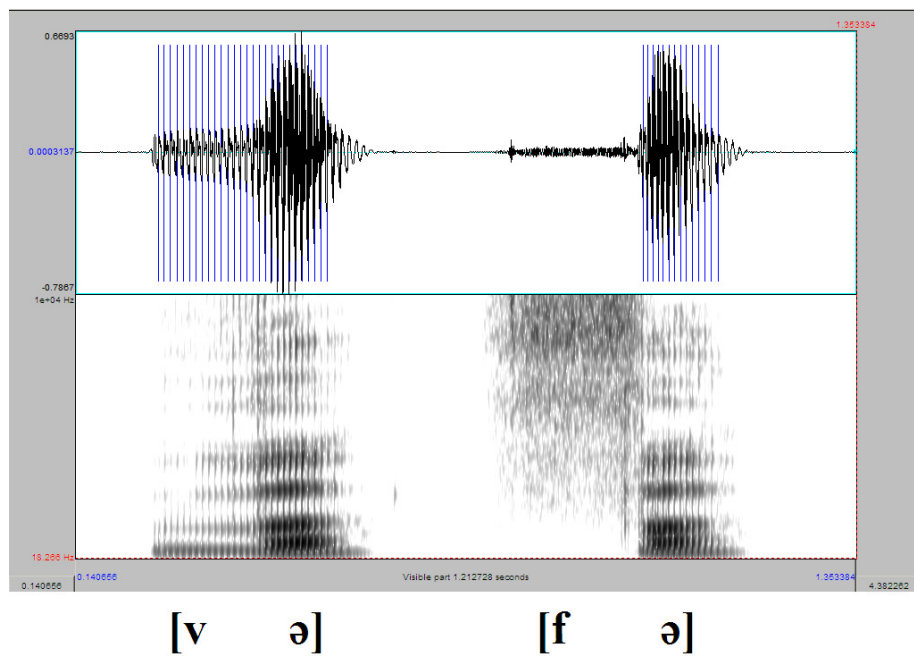 1.353384
0.6693
0.0003137
-0.7867
1e+04 Hz
18.266 Hz
0.140666 Visible part 1.212728 seconds 1.353384
0.140666 4.382262
[v ə] [f ə]